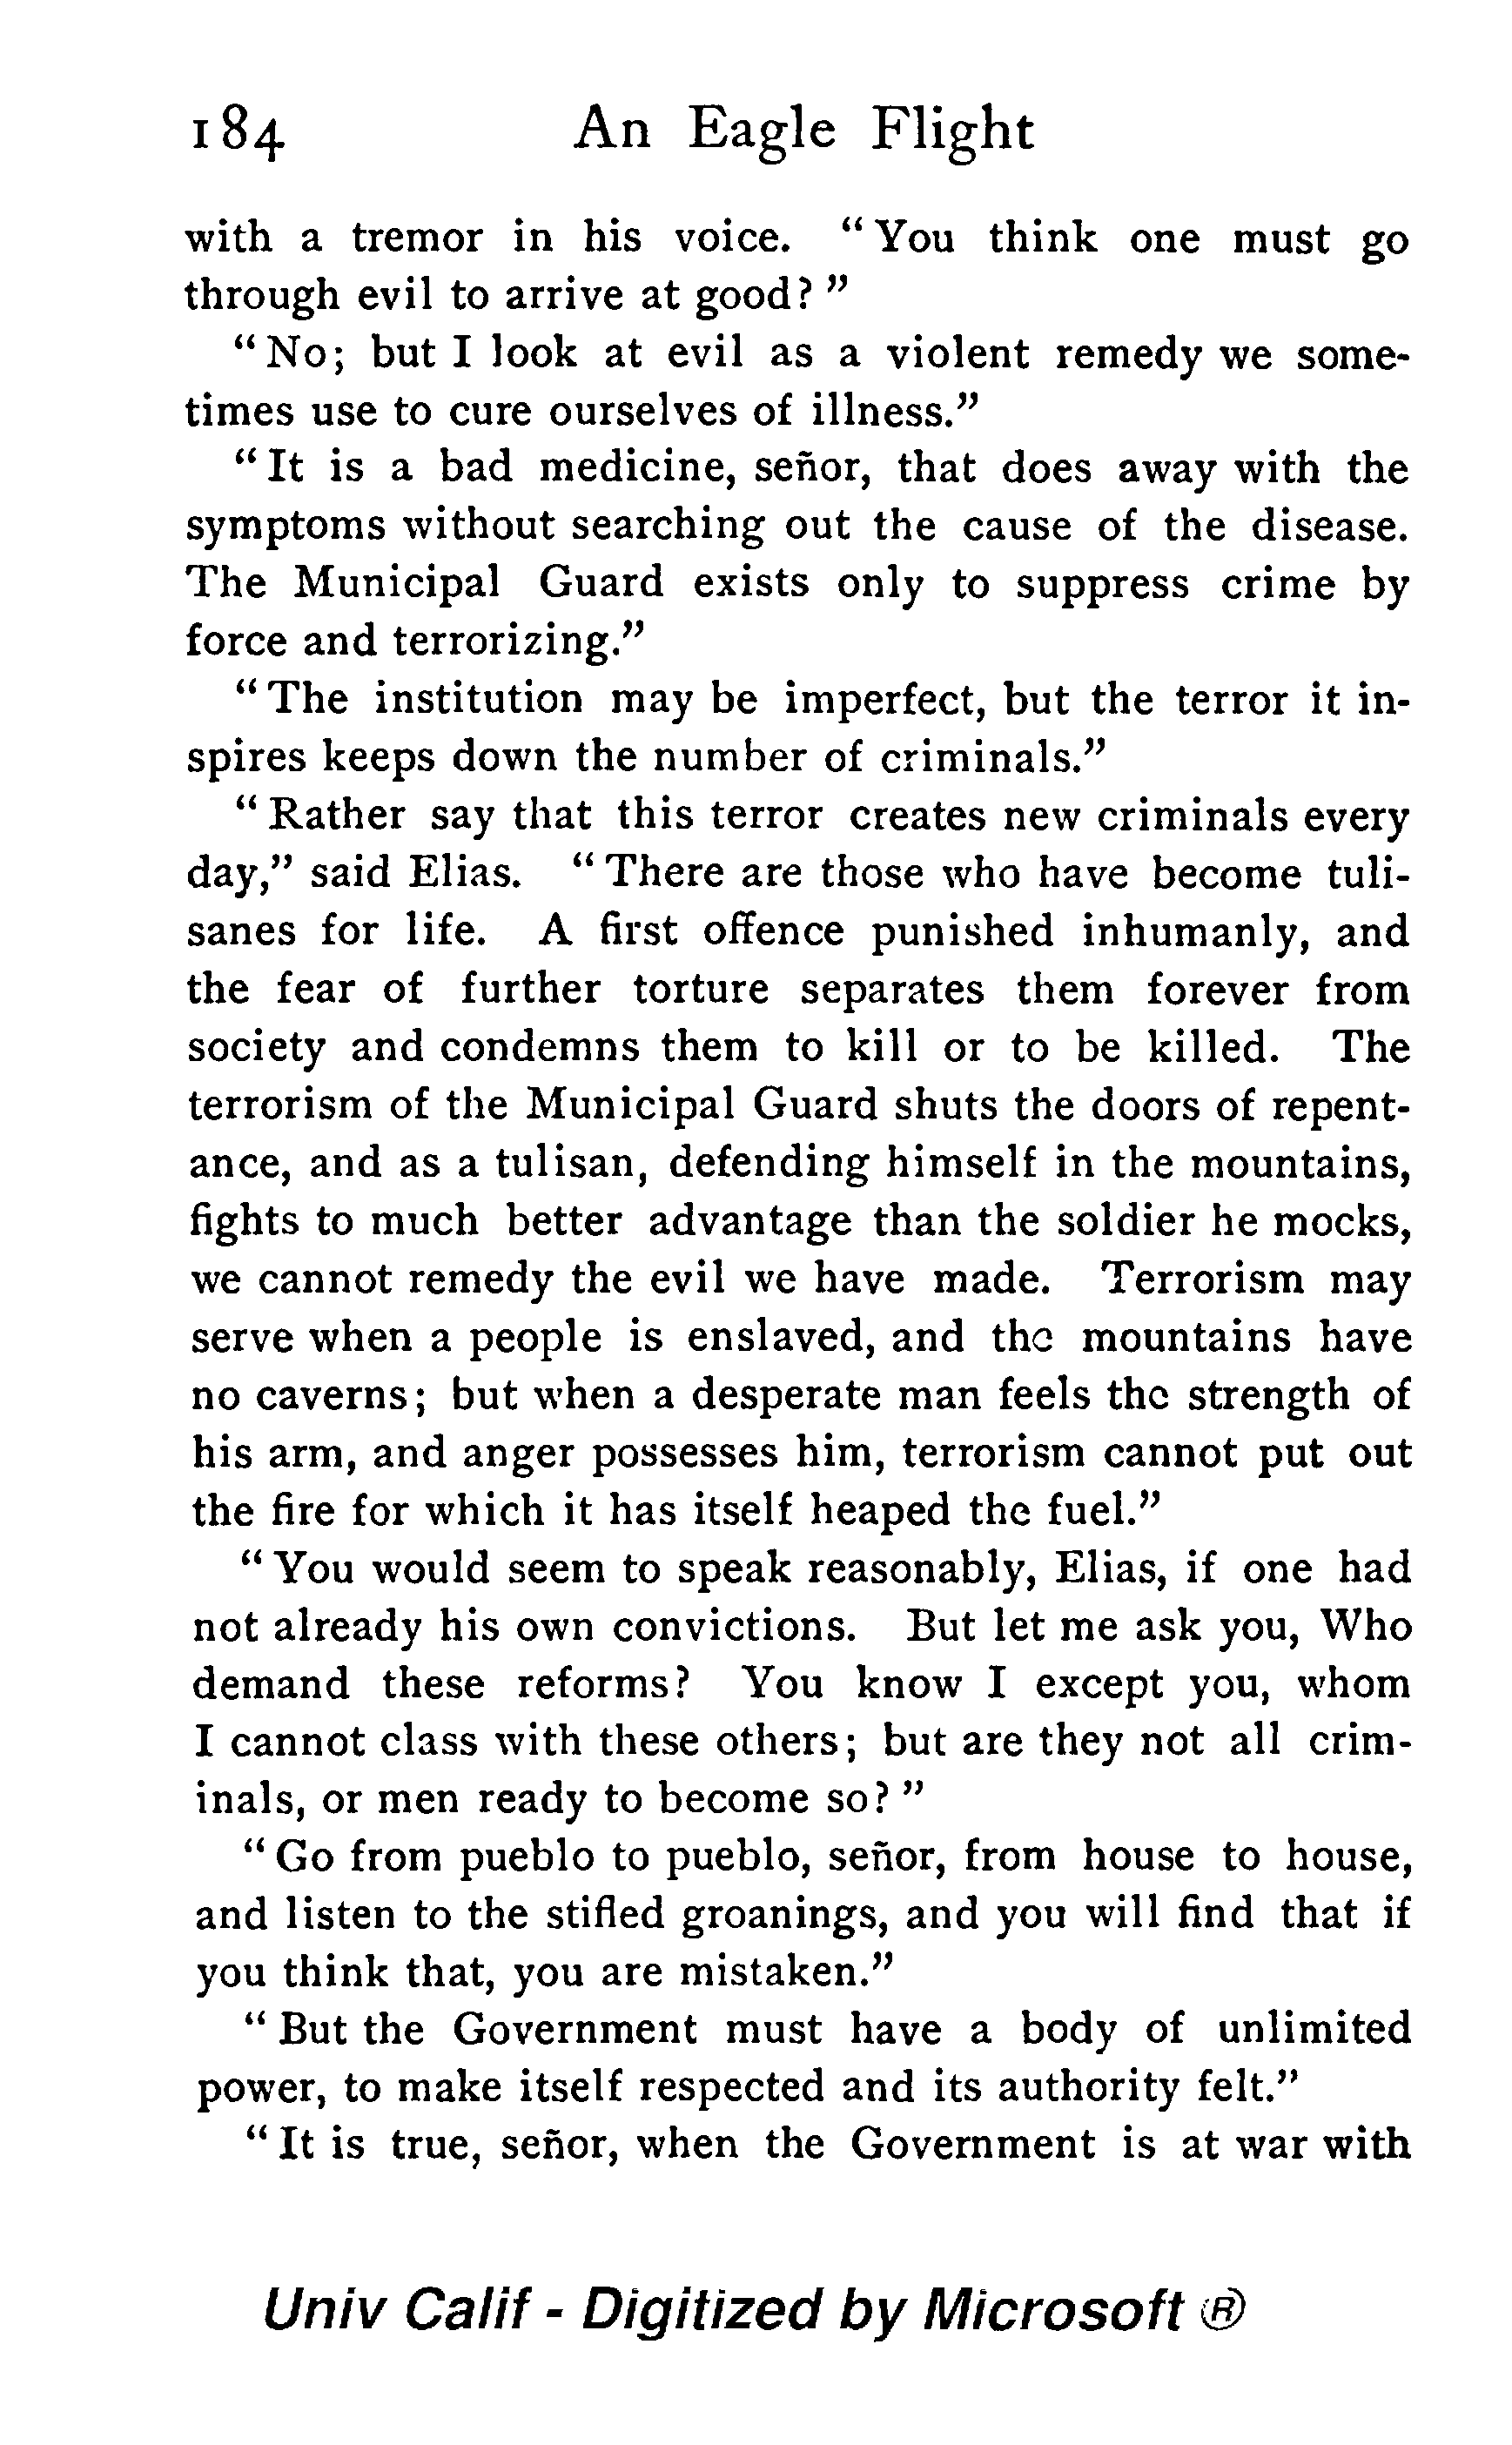 184 An Eagle Flight
with a tremor in his voice. “You think one must go
through evil to arrive at good?”
“No; but I look at evil as a violent remedy we some-
times use to cure ourselves of illness.”
“It is a bad medicine, señor, that does away with the
symptoms without searching out the cause of the disease.
The Municipal Guard exists only to suppress crime by
force and terrorizing.”
“The institution may be imperfect, but the terror it in-
spires keeps down the number of criminals.”
“Rather say that this terror creates new criminals every
day,” said Elias. “There are those who have become tuli-
sanes for life. A first offence punished inhumanly, and
the fear of further torture separates them forever from
society and condemns them to kill or to be killed. The
terrorism of the Municipal Guard shuts the doors of repent-
ance, and as a tulisan, defending himself in the mountains,
fights to much better advantage than the soldier he mocks,
we cannot remedy the evil we have made. Terrorism may
serve when a people is enslaved, and the mountains have
no caverns; but when a desperate man feels the strength of
his arm, and anger possesses him, terrorism cannot put out
the fire for which it has itself heaped the fuel.”
“You would seem to speak reasonably, Elias, if one had
not already his own convictions. But let me ask you, Who
demand these reforms? You know I except you, whom
I cannot class with these others; but are they not all crim-
inals, or men ready to become so?”
“Go from pueblo to pueblo, señor, from house to house,
and listen to the stifled groanings, and you will find that if
you think that, you are mistaken.”
“But the Government must have a body of unlimited
power, to make itself respected and its authority felt.”
“It is true, señor, when the Government is at war with
Univ Calif - Digitized by Microsoft ®